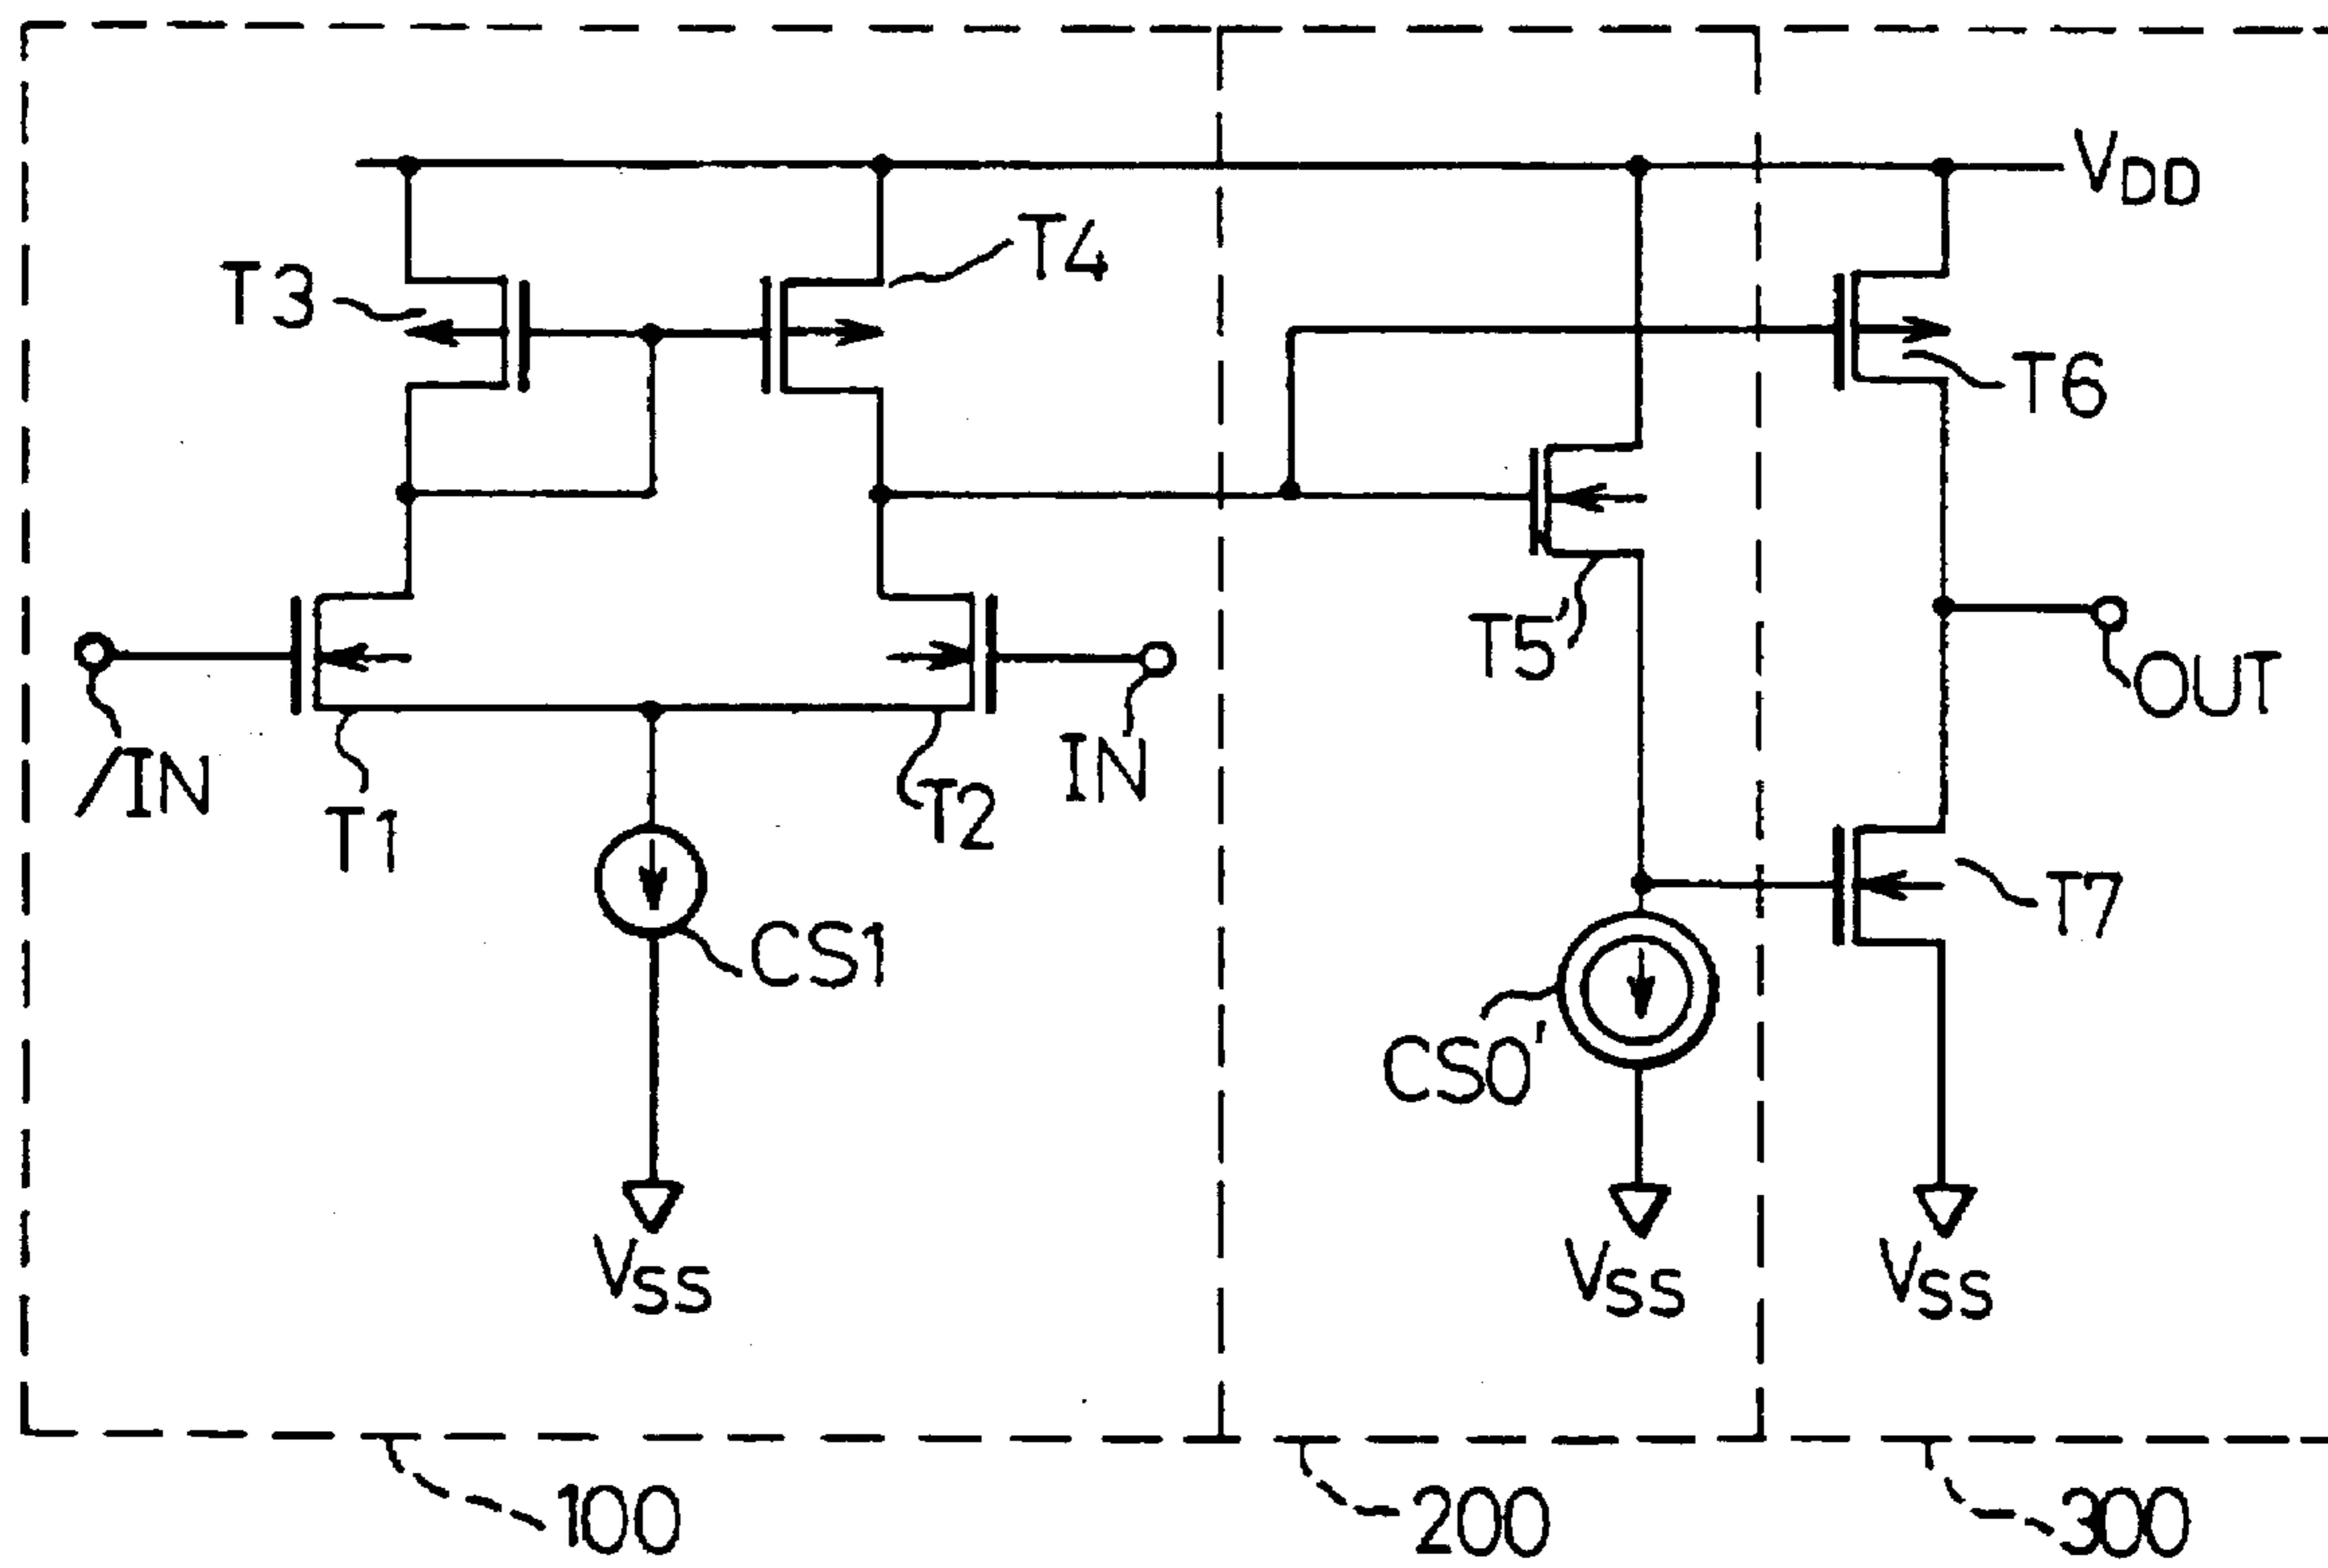 VDD
T3
T4
T6
T5'
OUT
/IN
T1
T2
IN
T7
CS1
CS0'
VSS
VSS
VSS
100
200
300